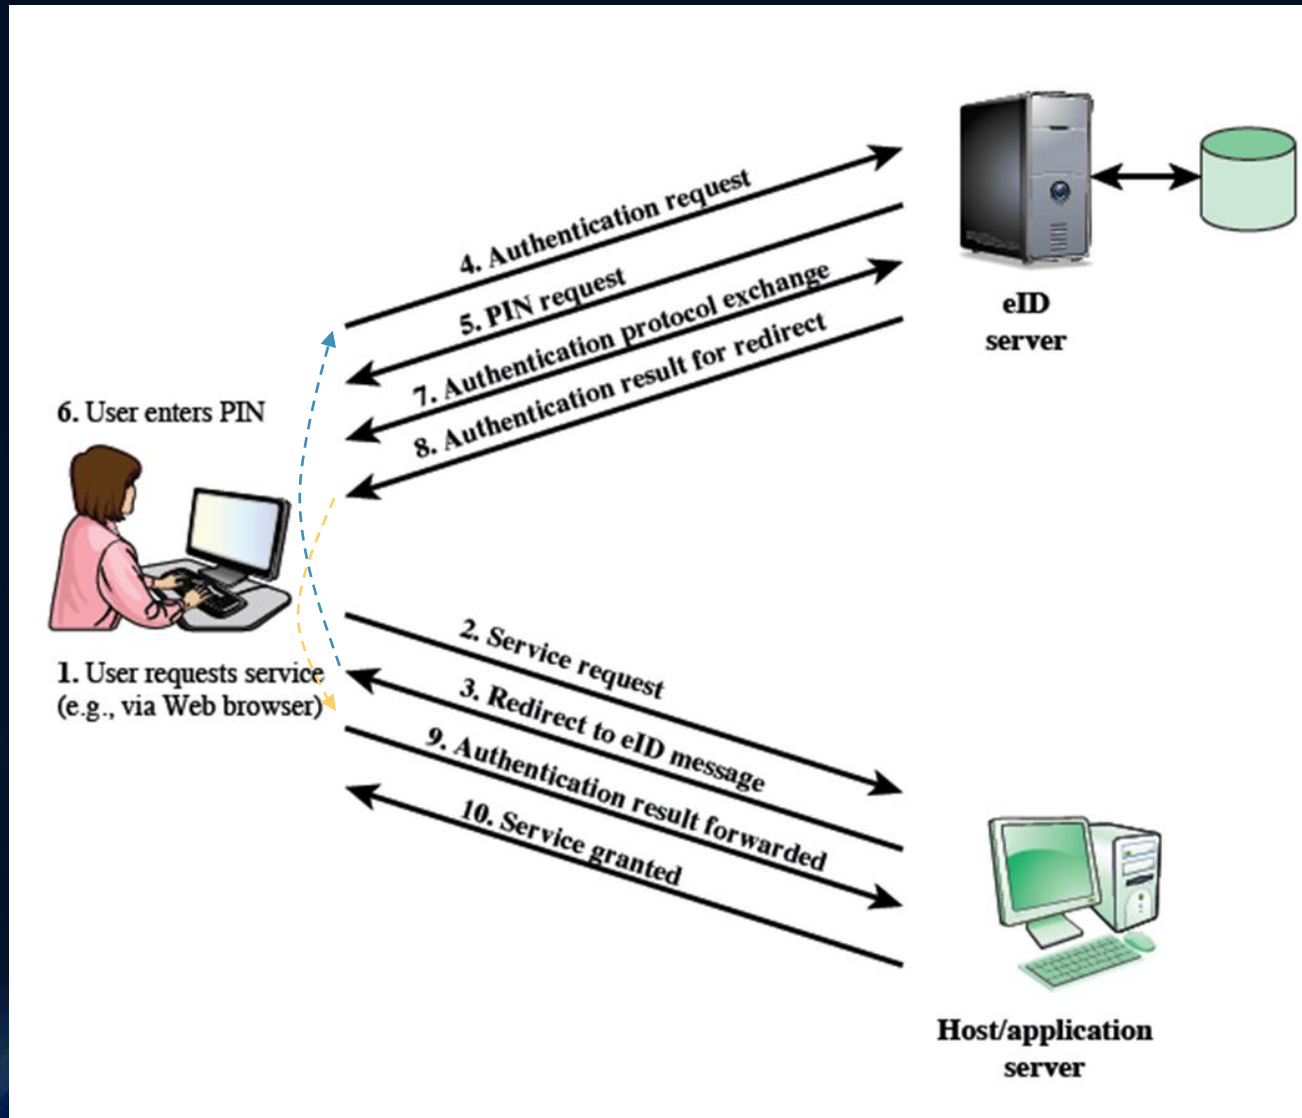 4. Authentication request
5. PIN request
7. Authentication protocol exchange
8. Authentication result for redirect
eID
server
6. User enters PIN
1. User requests service
(e.g., via Web browser)
2. Service request
3. Redirect to eID message
9. Authentication result forwarded
10. Service granted
Host/application
server